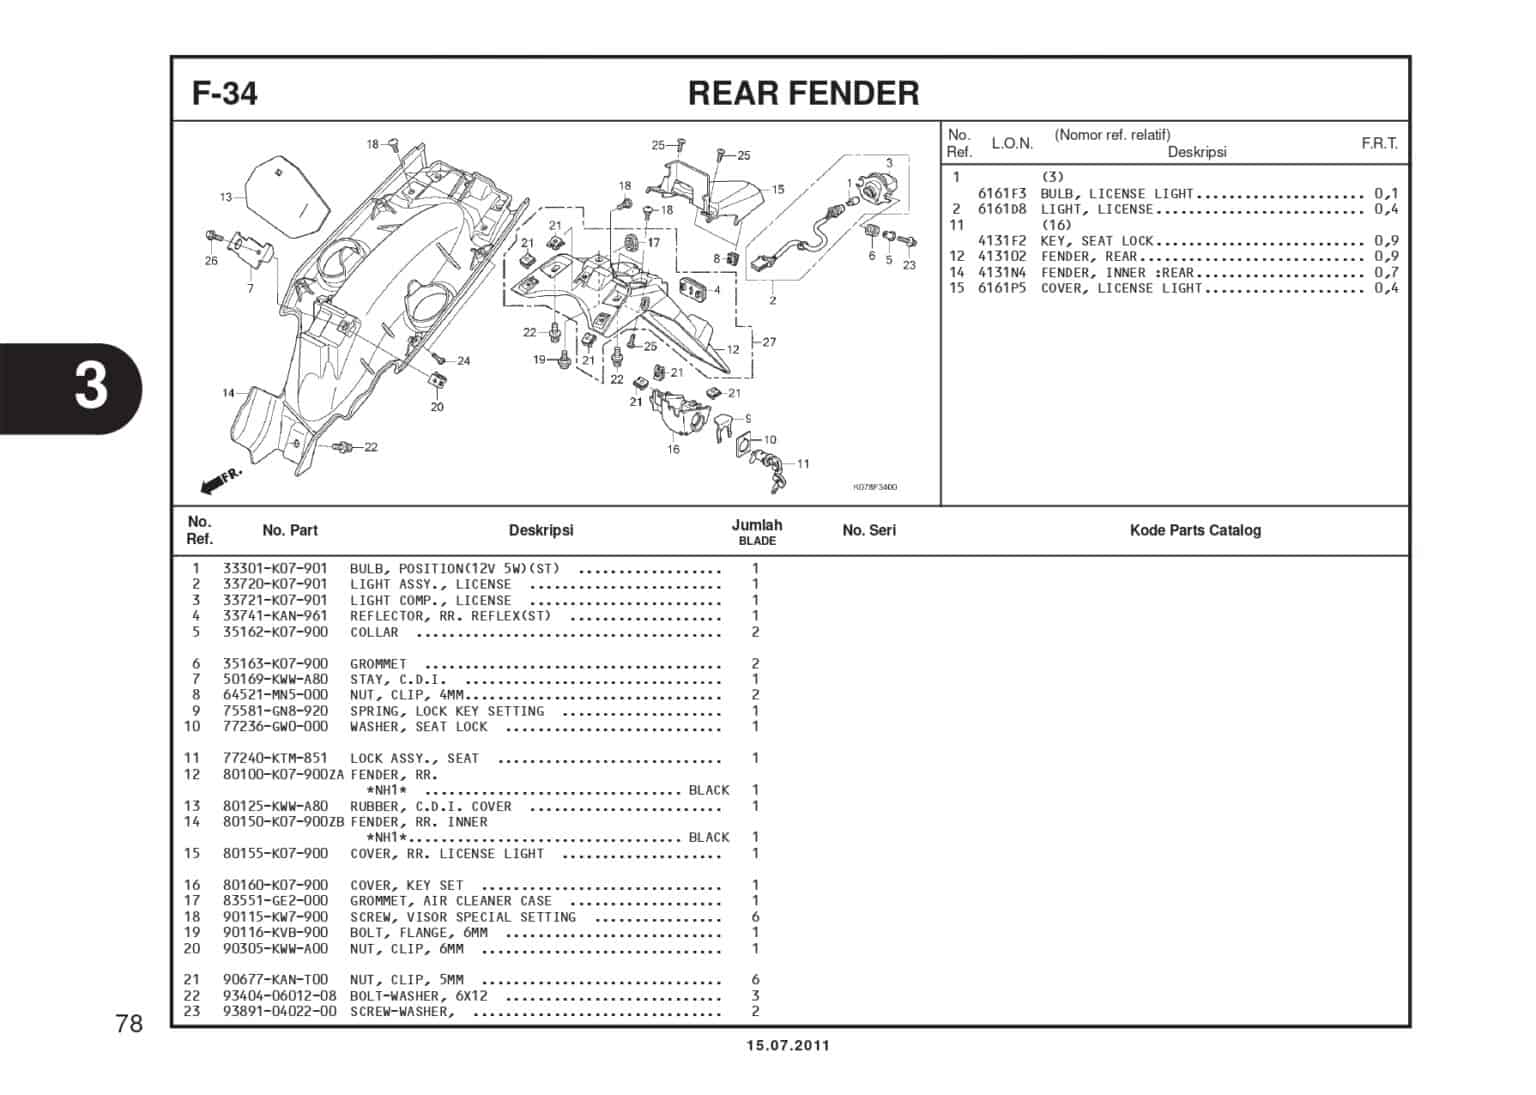 F-34
REAR FENDER
18
25
25
3
13
18
15
1
18
21
17
21
26
8
6
5
23
7
4
2
22
25
12
27
19
21
24
22
21
21
21
20
14
9
16
10
22
11
FR.
K078F3400
No. Ref. L.O.N. (Nomor ref. relatif) Deskripsi F.R.T.
1 (3)
6161F3 BULB, LICENSE LIGHT..................... 0,1
2 6161D8 LIGHT, LICENSE.......................... 0,4
11 (16)
4131F2 KEY, SEAT LOCK.......................... 0,9
12 413102 FENDER, REAR............................ 0,9
14 4131N4 FENDER, INNER :REAR..................... 0,7
15 6161P5 COVER, LICENSE LIGHT.................... 0,4
3
No. Ref. No. Part Deskripsi Jumlah BLADE No. Seri Kode Parts Catalog
1 33301-K07-901 BULB, POSITION(12V 5W)(ST) .................. 1
2 33720-K07-901 LIGHT ASSY., LICENSE ........................ 1
3 33721-K07-901 LIGHT COMP., LICENSE ........................ 1
4 33741-KAN-961 REFLECTOR, RR. REFLEX(ST) ................... 1
5 35162-K07-900 COLLAR ...................................... 2
6 35163-K07-900 GROMMET ..................................... 2
7 50169-KWW-A80 STAY, C.D.I. ................................ 1
8 64521-MN5-000 NUT, CLIP, 4MM................................ 2
9 75581-GN8-920 SPRING, LOCK KEY SETTING .................... 1
10 77236-GW0-000 WASHER, SEAT LOCK ........................... 1
11 77240-KTM-851 LOCK ASSY., SEAT ............................ 1
12 80100-K07-900ZA FENDER, RR.
*NH1* ................................ BLACK 1
13 80125-KWW-A80 RUBBER, C.D.I. COVER ........................ 1
14 80150-K07-900ZB FENDER, RR. INNER
*NH1*.................................. BLACK 1
15 80155-K07-900 COVER, RR. LICENSE LIGHT .................... 1
16 80160-K07-900 COVER, KEY SET .............................. 1
17 83551-GE2-000 GROMMET, AIR CLEANER CASE ................... 1
18 90115-KW7-900 SCREW, VISOR SPECIAL SETTING ................ 6
19 90116-KVB-900 BOLT, FLANGE, 6MM ........................... 1
20 90305-KWW-A00 NUT, CLIP, 6MM .............................. 1
21 90677-KAN-T00 NUT, CLIP, 5MM .............................. 6
22 93404-06012-08 BOLT-WASHER, 6X12 ........................... 3
23 93891-04022-00 SCREW-WASHER, ............................... 2
78
15.07.2011